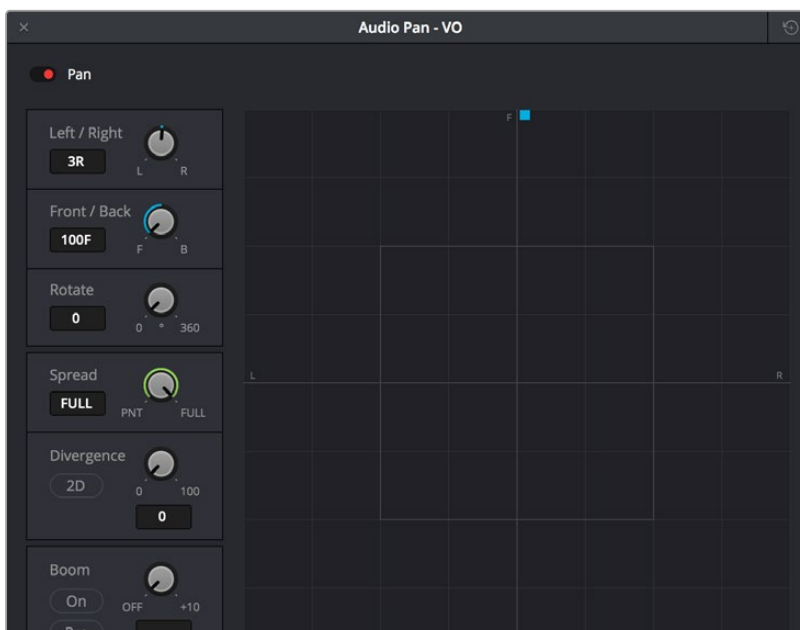 Audio Pan - VO
Pan
Left / Right
3R
L R
Front / Back
100F
F B
Rotate
0
0 ° 360
Spread
FULL
PNT FULL
Divergence
2D
0 100
0
Boom
On
OFF +10
F
L
R